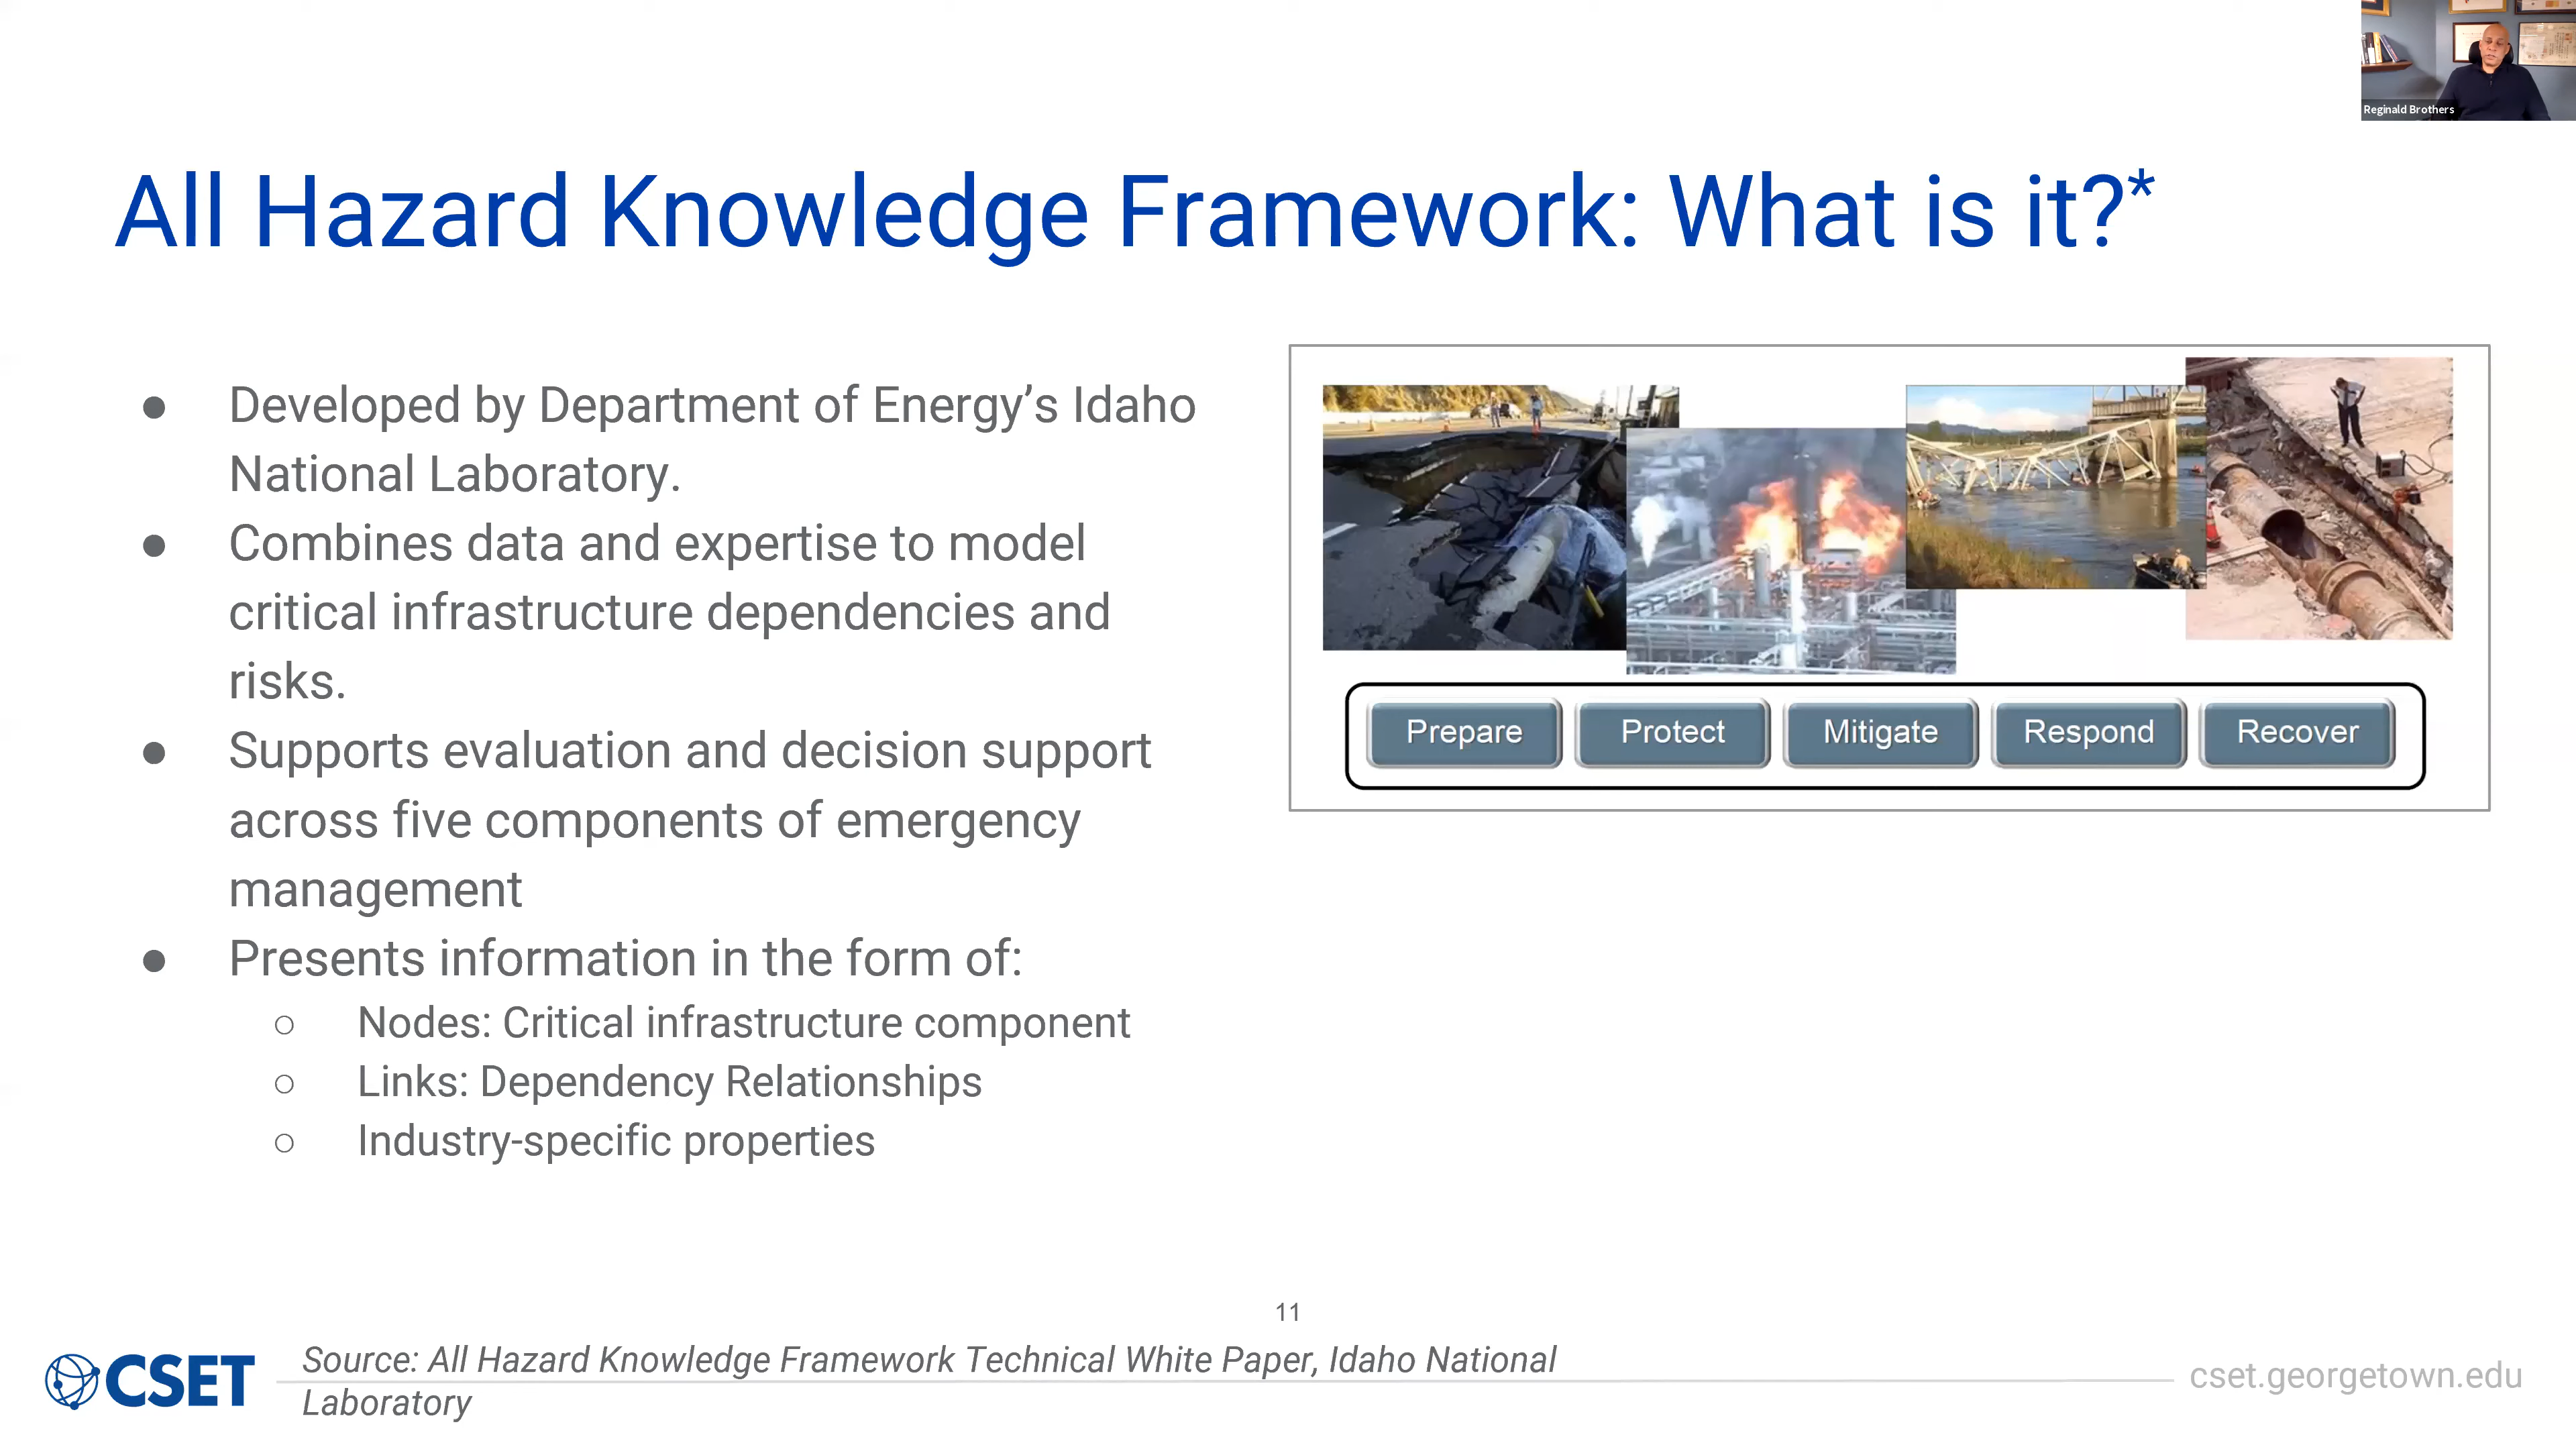 Reginald Brothers
All Hazard Knowledge Framework: What is it?*
● Developed by Department of Energy’s Idaho
National Laboratory.
● Combines data and expertise to model
critical infrastructure dependencies and
risks.
● Supports evaluation and decision support
across five components of emergency
management
● Presents information in the form of:
○ Nodes: Critical infrastructure component
○ Links: Dependency Relationships
○ Industry-specific properties
Prepare Protect Mitigate Respond Recover
11
CSET
Source: All Hazard Knowledge Framework Technical White Paper, Idaho National
Laboratory
cset.georgetown.edu